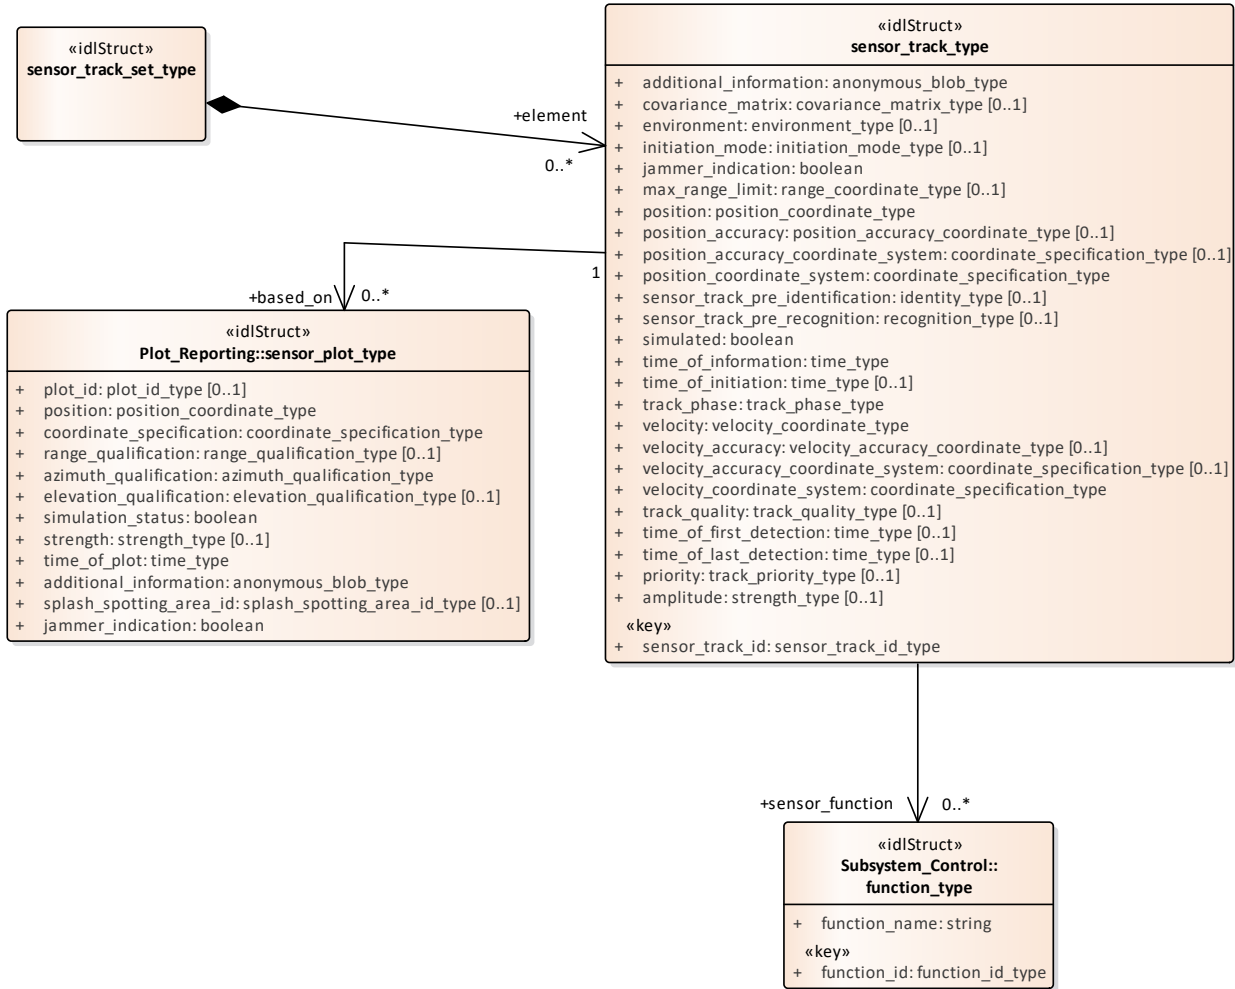 «idlStruct»
sensor_track_set_type
+element
0..*
«idlStruct»
sensor_track_type
+ additional_information: anonymous_blob_type
+ covariance_matrix: covariance_matrix_type [0..1]
+ environment: environment_type [0..1]
+ initiation_mode: initiation_mode_type [0..1]
+ jammer_indication: boolean
+ max_range_limit: range_coordinate_type [0..1]
+ position: position_coordinate_type
+ position_accuracy: position_accuracy_coordinate_type [0..1]
+ position_accuracy_coordinate_system: coordinate_specification_type [0..1]
+ position_coordinate_system: coordinate_specification_type
+ sensor_track_pre_identification: identity_type [0..1]
+ sensor_track_pre_recognition: recognition_type [0..1]
+ simulated: boolean
+ time_of_information: time_type
+ time_of_initiation: time_type [0..1]
+ track_phase: track_phase_type
+ velocity: velocity_coordinate_type
+ velocity_accuracy: velocity_accuracy_coordinate_type [0..1]
+ velocity_accuracy_coordinate_system: coordinate_specification_type [0..1]
+ velocity_coordinate_system: coordinate_specification_type
+ track_quality: track_quality_type [0..1]
+ time_of_first_detection: time_type [0..1]
+ time_of_last_detection: time_type [0..1]
+ priority: track_priority_type [0..1]
+ amplitude: strength_type [0..1]
«key»
+ sensor_track_id: sensor_track_id_type
1
+based_on 0..*
«idlStruct»
Plot_Reporting::sensor_plot_type
+ plot_id: plot_id_type [0..1]
+ position: position_coordinate_type
+ coordinate_specification: coordinate_specification_type
+ range_qualification: range_qualification_type [0..1]
+ azimuth_qualification: azimuth_qualification_type
+ elevation_qualification: elevation_qualification_type [0..1]
+ simulation_status: boolean
+ strength: strength_type [0..1]
+ time_of_plot: time_type
+ additional_information: anonymous_blob_type
+ splash_spotting_area_id: splash_spotting_area_id_type [0..1]
+ jammer_indication: boolean
+sensor_function 0..*
«idlStruct»
Subsystem_Control::
function_type
+ function_name: string
«key»
+ function_id: function_id_type